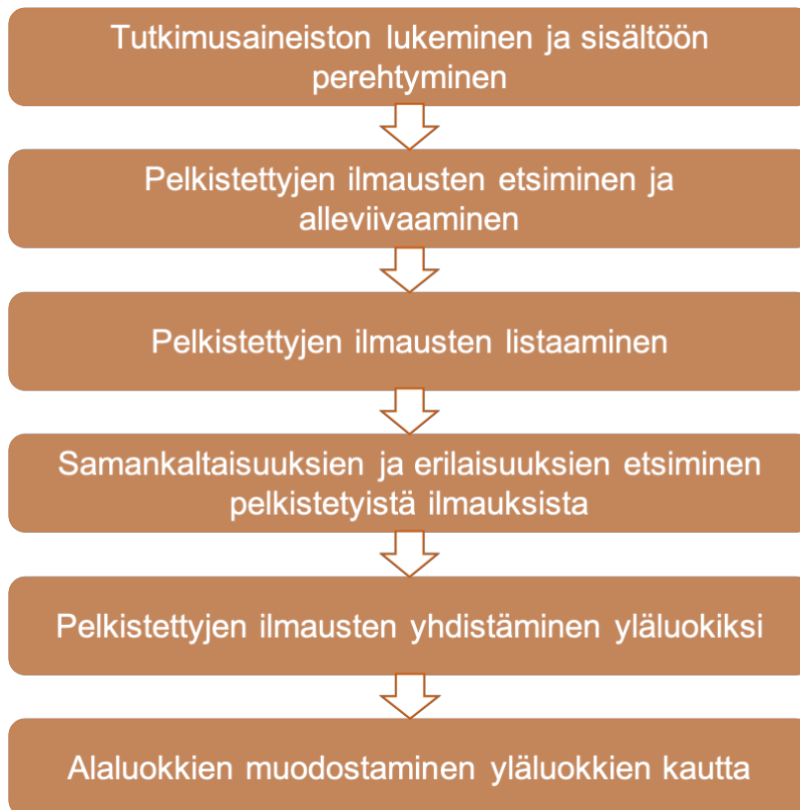 Tutkimusaineiston lukeminen ja sisältöön
perehtyminen
Pelkistettyjen ilmausten etsiminen ja
alleviivaaminen
Pelkistettyjen ilmausten listaaminen
Samankaltaisuuksien ja erilaisuuksien etsiminen
pelkistetyistä ilmauksista
Pelkistettyjen ilmausten yhdistäminen yläluokiksi
Alaluokkien muodostaminen yläluokkien kautta